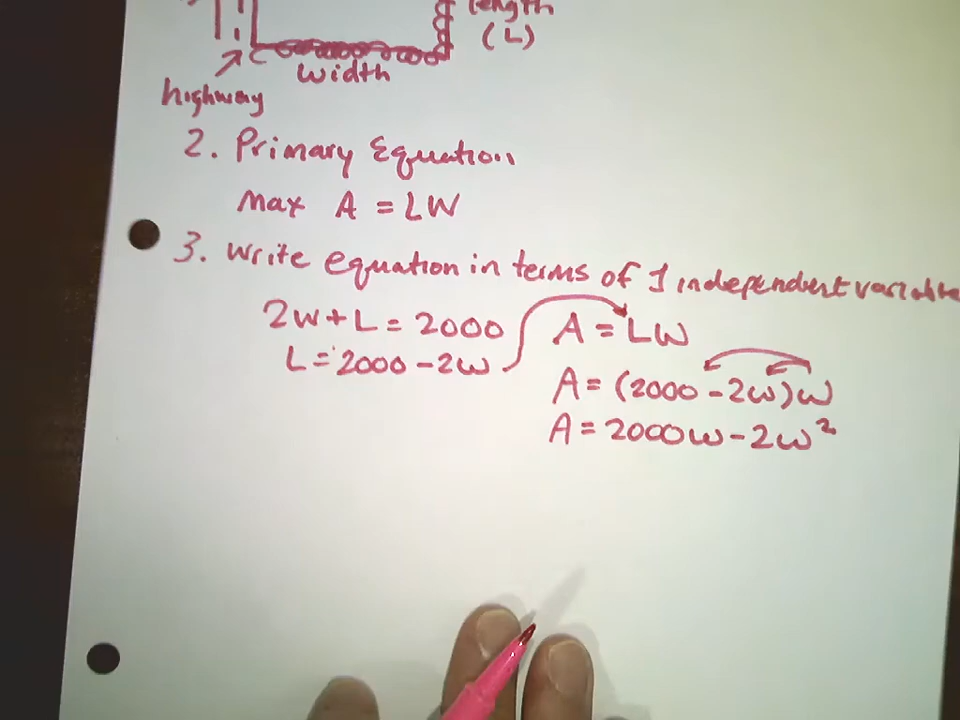 length
(L)
width
highway
2. Primary Equation
max A = LW
3. Write equation in terms of 1 independent variable
2w + L = 2000
L = 2000 - 2w
A = LW
A = (2000 - 2w)w
A = 2000w - 2w²